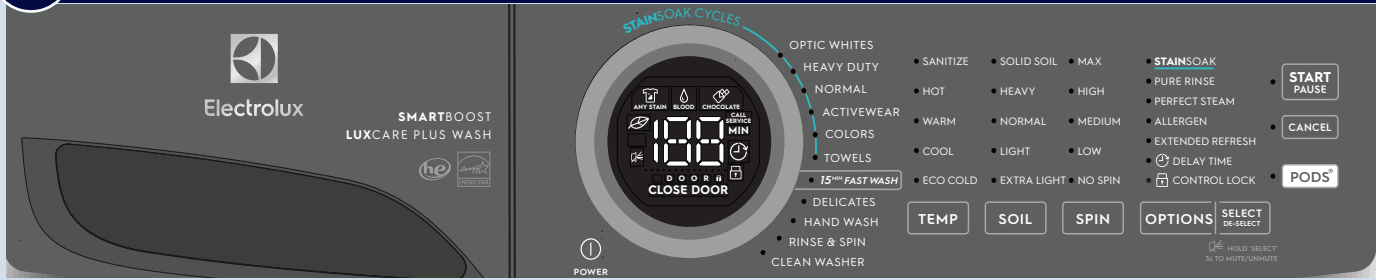 Electrolux
SMARTBOOST
LUXCARE PLUS WASH
he
ENERGY STAR
STAINSOAK CYCLES
ANY STAIN
BLOOD
CHOCOLATE
CALL
SERVICE
188
MIN
DOOR
CLOSE DOOR
POWER
OPTIC WHITES
HEAVY DUTY
NORMAL
ACTIVEWEAR
COLORS
TOWELS
15MIN FAST WASH
DELICATES
HAND WASH
RINSE & SPIN
CLEAN WASHER
SANITIZE
HOT
WARM
COOL
ECO COLD
TEMP
SOLID SOIL
HEAVY
NORMAL
LIGHT
EXTRA LIGHT
SOIL
MAX
HIGH
MEDIUM
LOW
NO SPIN
SPIN
STAINSOAK
PURE RINSE
PERFECT STEAM
ALLERGEN
EXTENDED REFRESH
DELAY TIME
CONTROL LOCK
OPTIONS
SELECT
DE-SELECT
HOLD 'SELECT'
3s TO MUTE/UNMUTE
START
PAUSE
CANCEL
PODS®